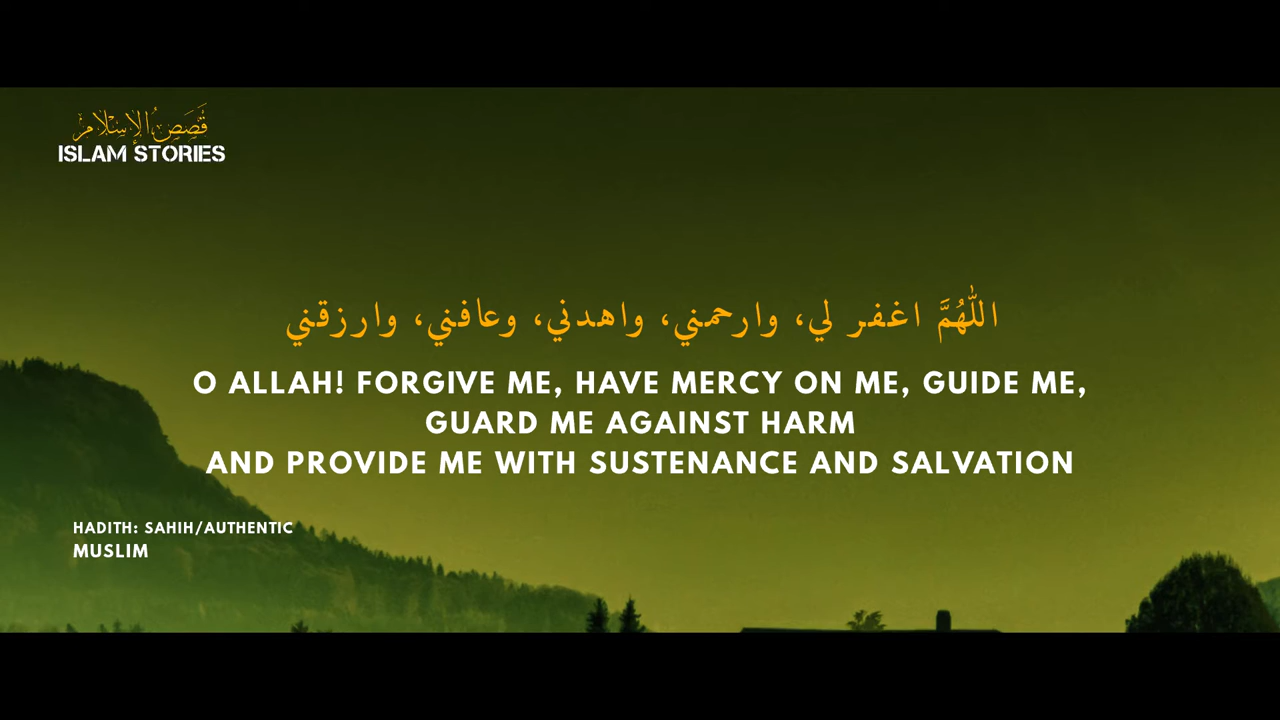 قَصَصُ الإِسْلَام
ISLAM STORIES
اللّٰهُمَّ اغفر لي، وارحمني، واهدني، وعافني، وارزقني
O ALLAH! FORGIVE ME, HAVE MERCY ON ME, GUIDE ME,
GUARD ME AGAINST HARM
AND PROVIDE ME WITH SUSTENANCE AND SALVATION
HADITH: SAHIH/AUTHENTIC
MUSLIM